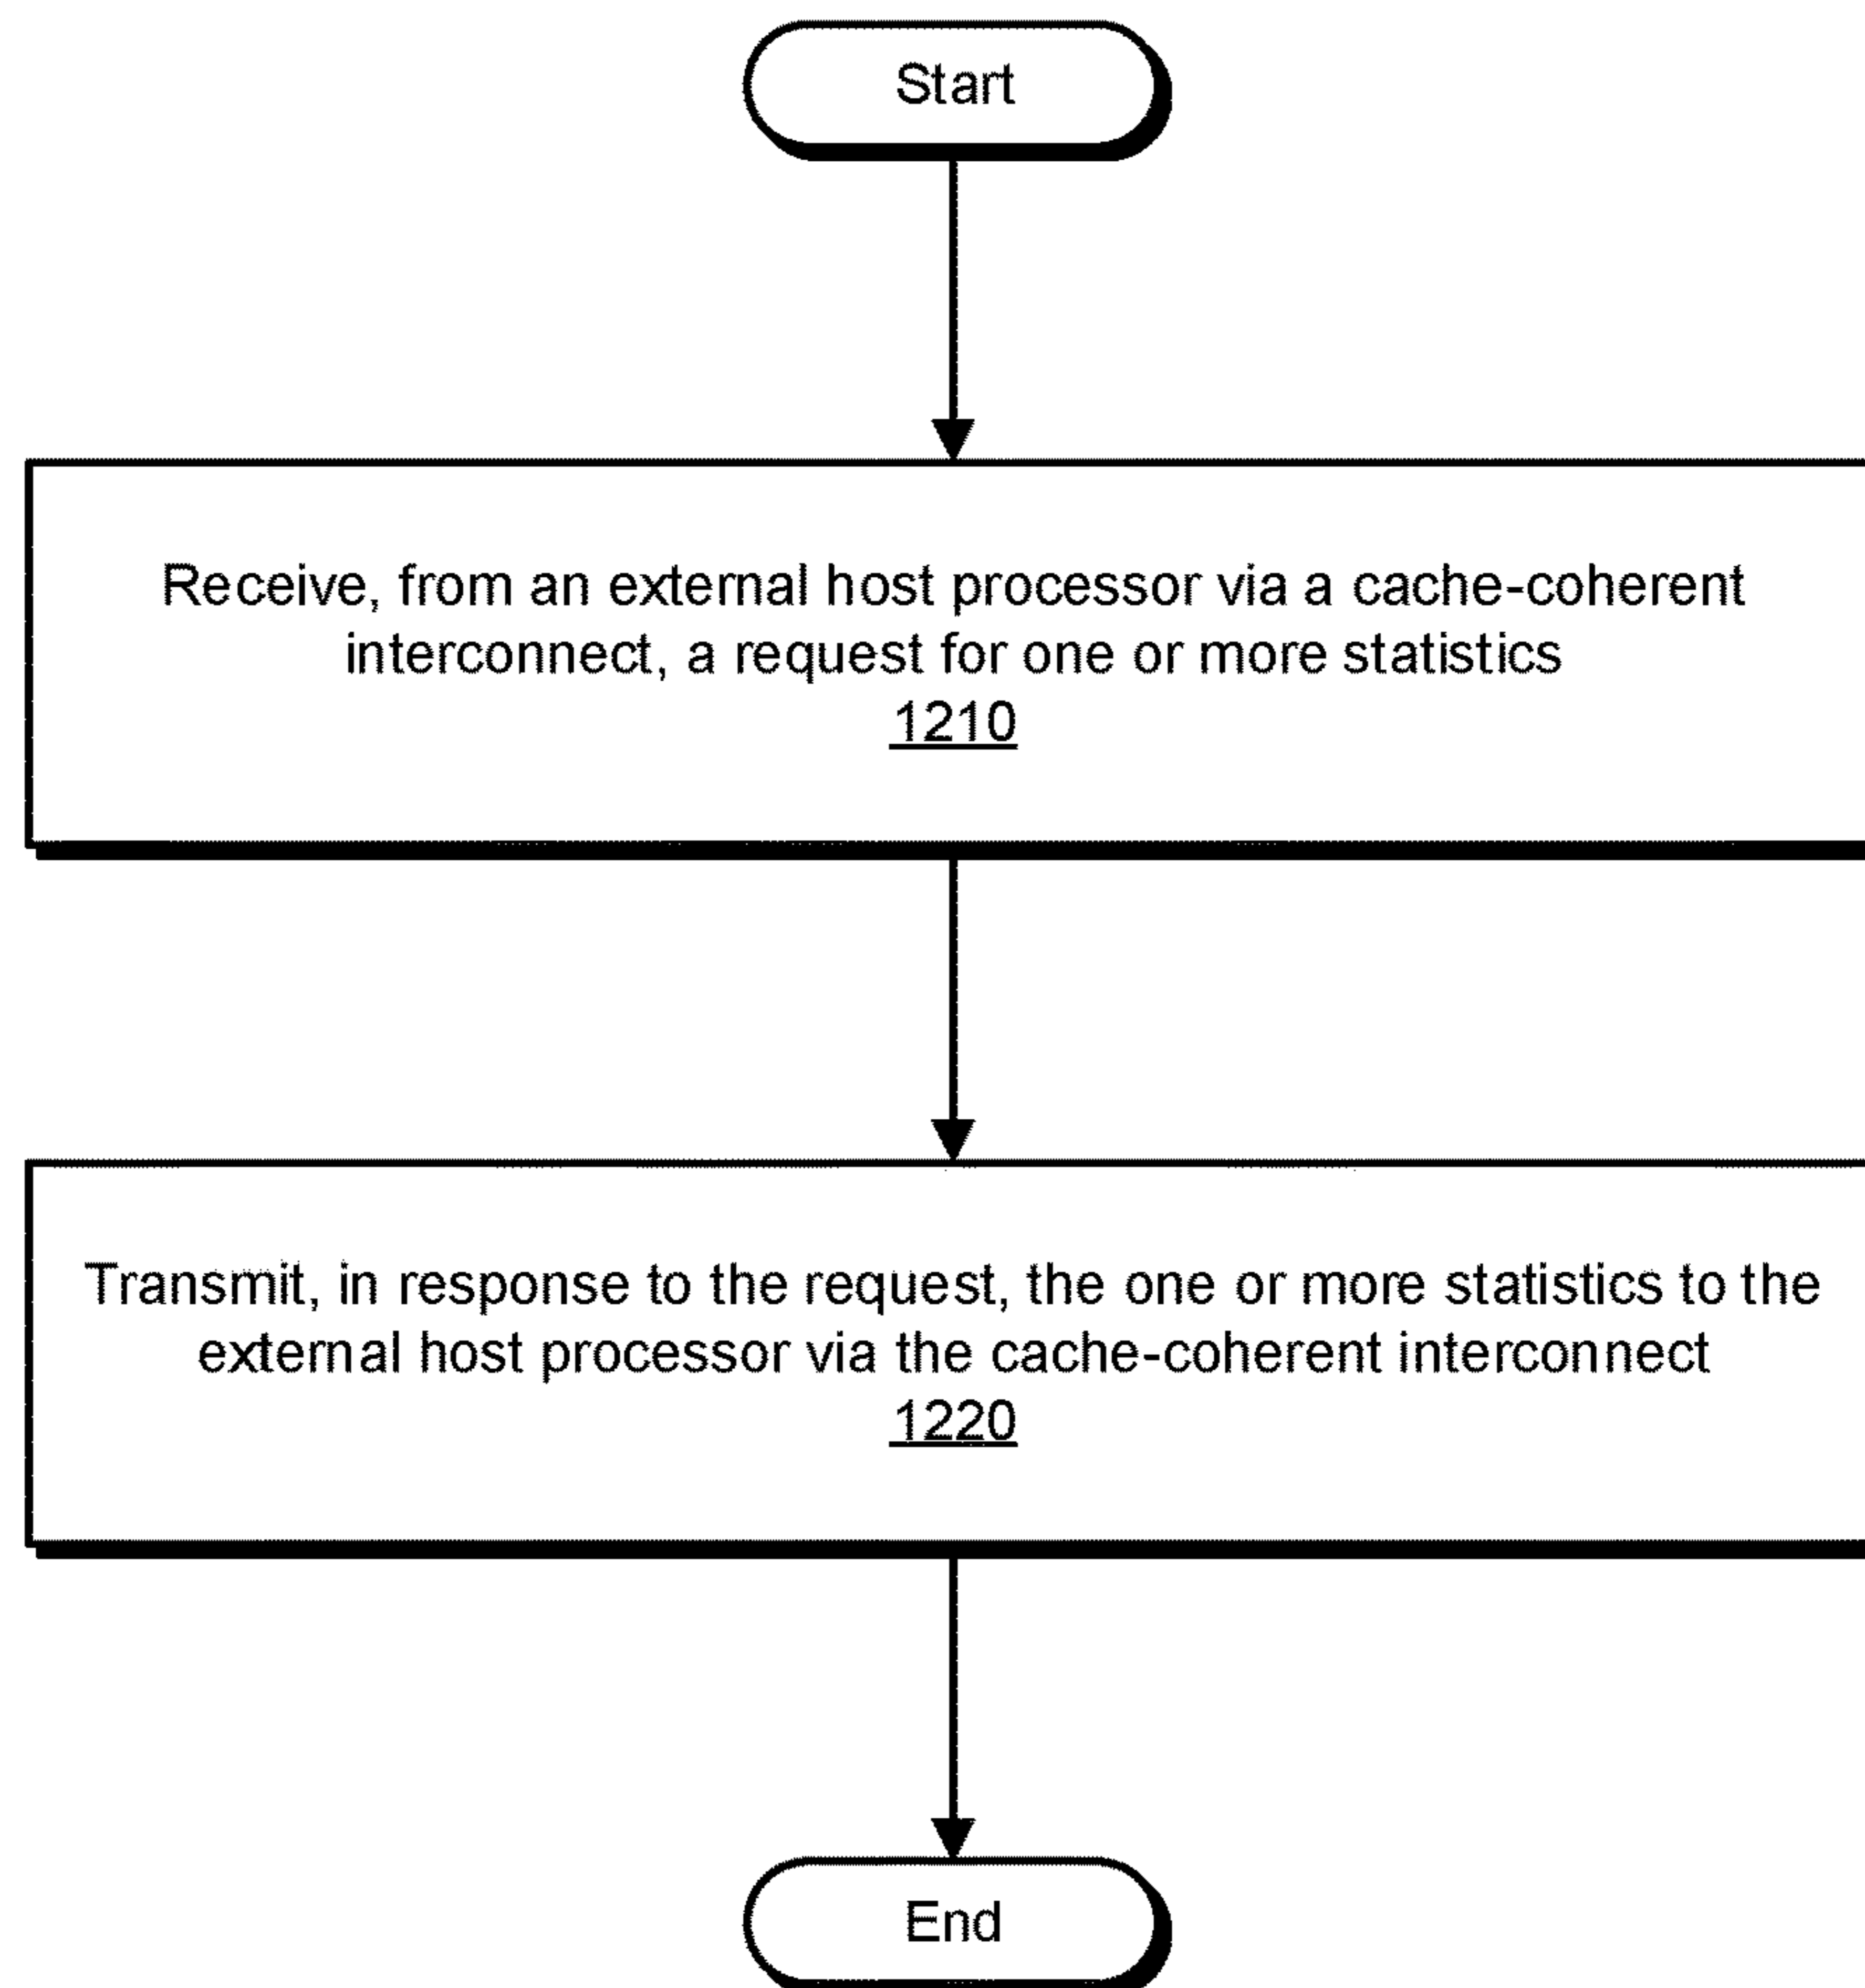 Start
Receive, from an external host processor via a cache-coherent
interconnect, a request for one or more statistics
1210
Transmit, in response to the request, the one or more statistics to the
external host processor via the cache-coherent interconnect
1220
End